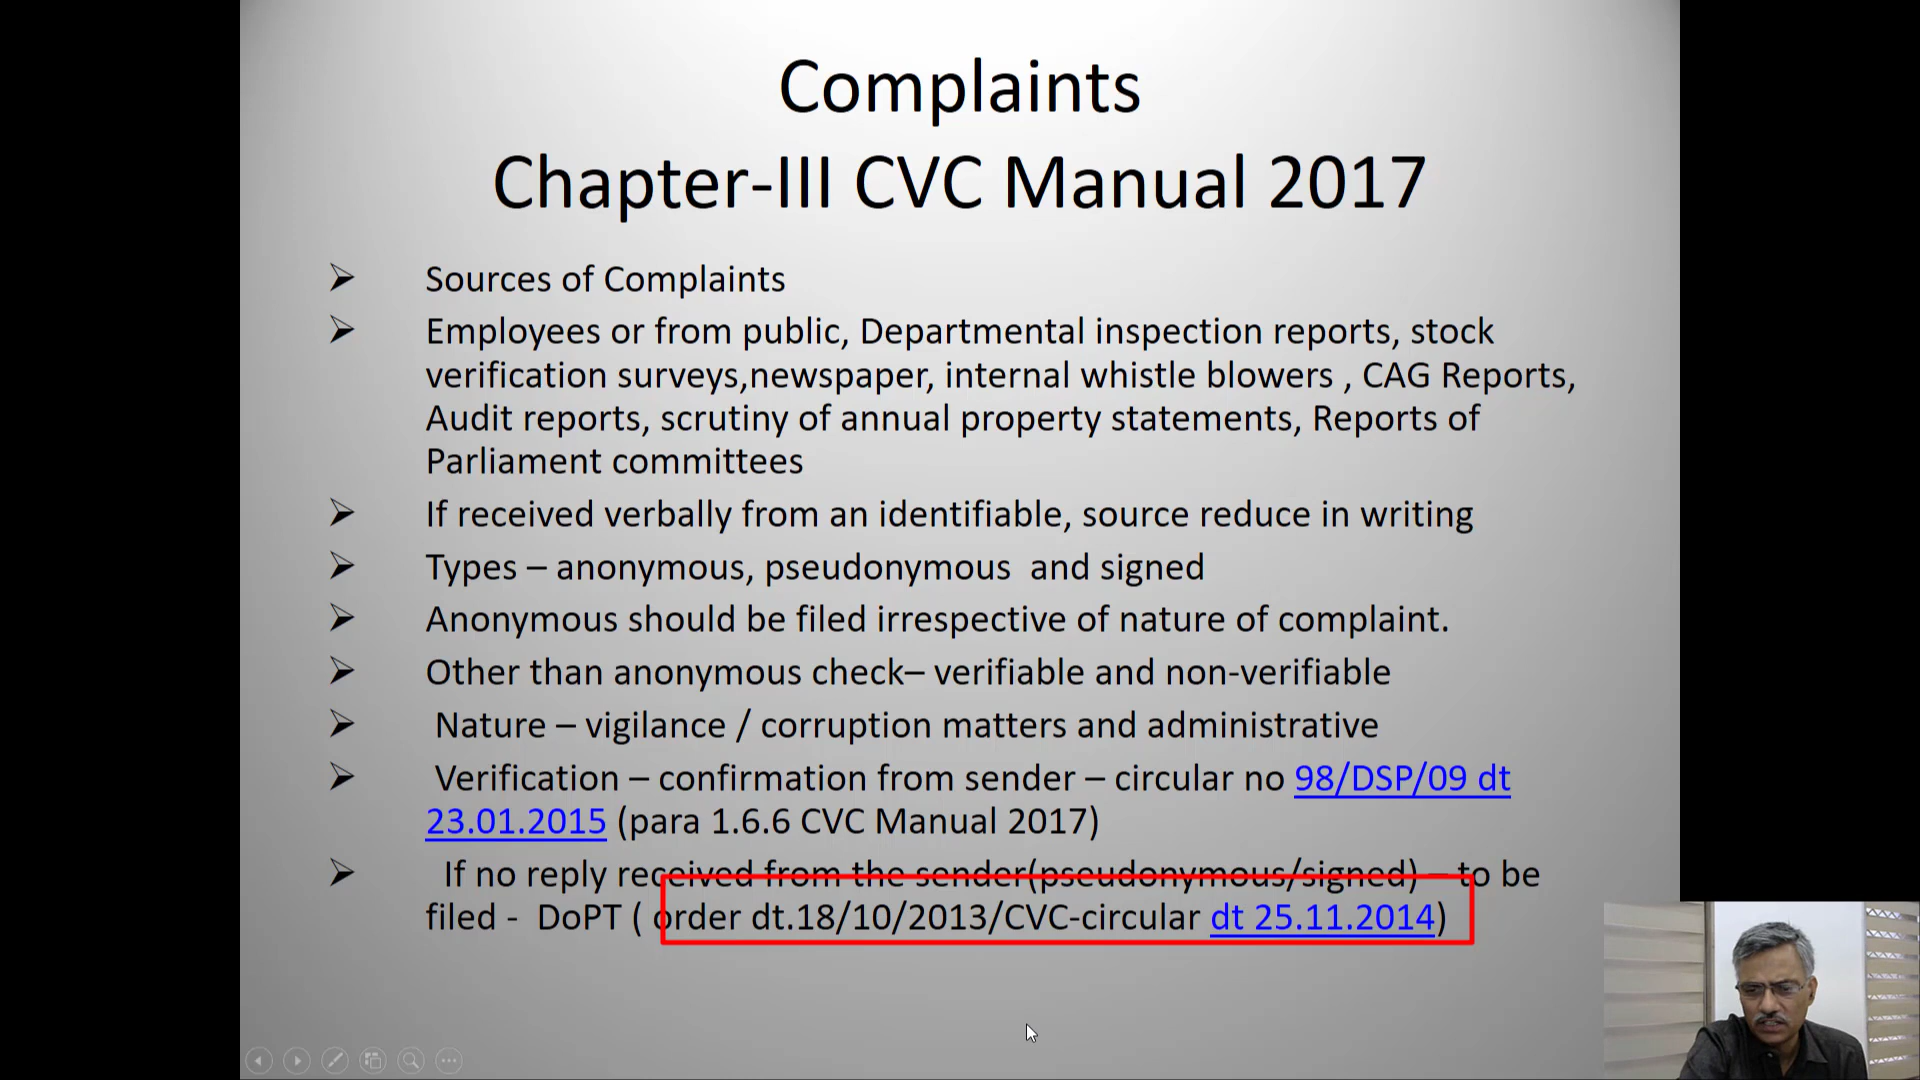 Complaints
Chapter-III CVC Manual 2017
Sources of Complaints
Employees or from public, Departmental inspection reports, stock
verification surveys,newspaper, internal whistle blowers , CAG Reports,
Audit reports, scrutiny of annual property statements, Reports of
Parliament committees
If received verbally from an identifiable, source reduce in writing
Types – anonymous, pseudonymous and signed
Anonymous should be filed irrespective of nature of complaint.
Other than anonymous check– verifiable and non-verifiable
Nature – vigilance / corruption matters and administrative
Verification – confirmation from sender – circular no 98/DSP/09 dt
23.01.2015 (para 1.6.6 CVC Manual 2017)
If no reply received from the sender(pseudonymous/signed) – to be
filed - DoPT ( order dt.18/10/2013/CVC-circular dt 25.11.2014)